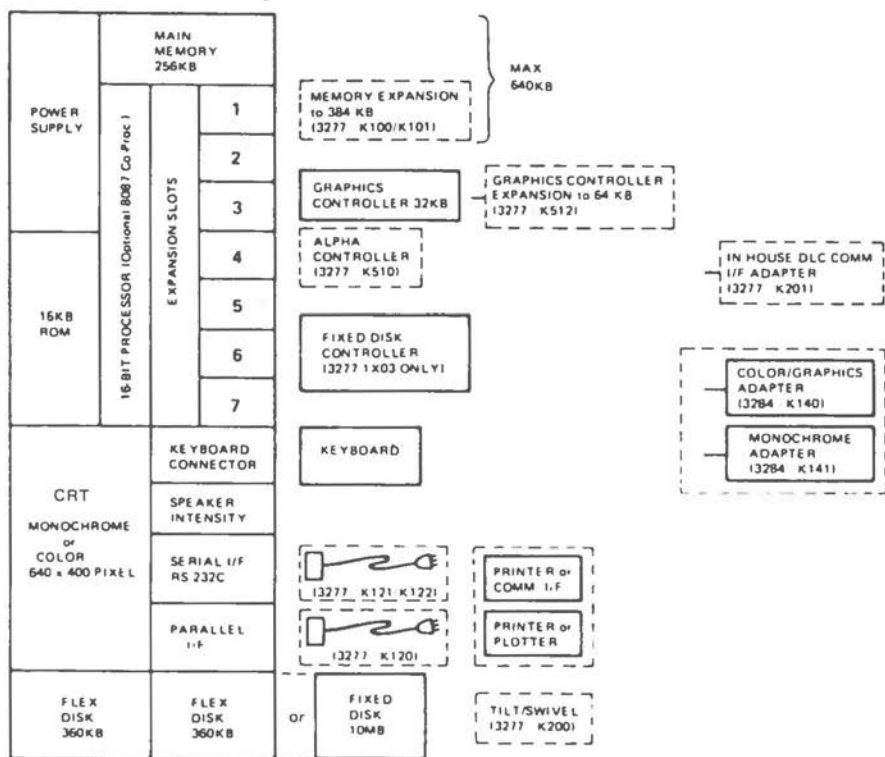 MAIN
MEMORY
256KB
MAX
640KB
POWER
SUPPLY
16-BIT PROCESSOR (Optional 8087 Co-Proc)
EXPANSION SLOTS
1
2
3
4
5
6
7
MEMORY EXPANSION
to 384 KB
(3277 K100/K101)
GRAPHICS
CONTROLLER 32KB
GRAPHICS CONTROLLER
EXPANSION to 64 KB
(3277 K512)
ALPHA
CONTROLLER
(3277 K510)
IN HOUSE DLC COMM
I/F ADAPTER
(3277 K201)
16KB
ROM
FIXED DISK
CONTROLLER
(3277 1X03 ONLY)
COLOR/GRAPHICS
ADAPTER
(3284 K140)
MONOCHROME
ADAPTER
(3284 K141)
KEYBOARD
CONNECTOR
KEYBOARD
CRT
MONOCHROME
or
COLOR
640 x 400 PIXEL
SPEAKER
INTENSITY
SERIAL I/F
RS 232C
(3277 K121 K122)
PRINTER or
COMM I/F
PARALLEL
I/F
(3277 K120)
PRINTER or
PLOTTER
FLEX
DISK
360KB
FLEX
DISK
360KB
or
FIXED
DISK
10MB
TILT/SWIVEL
(3277 K200)